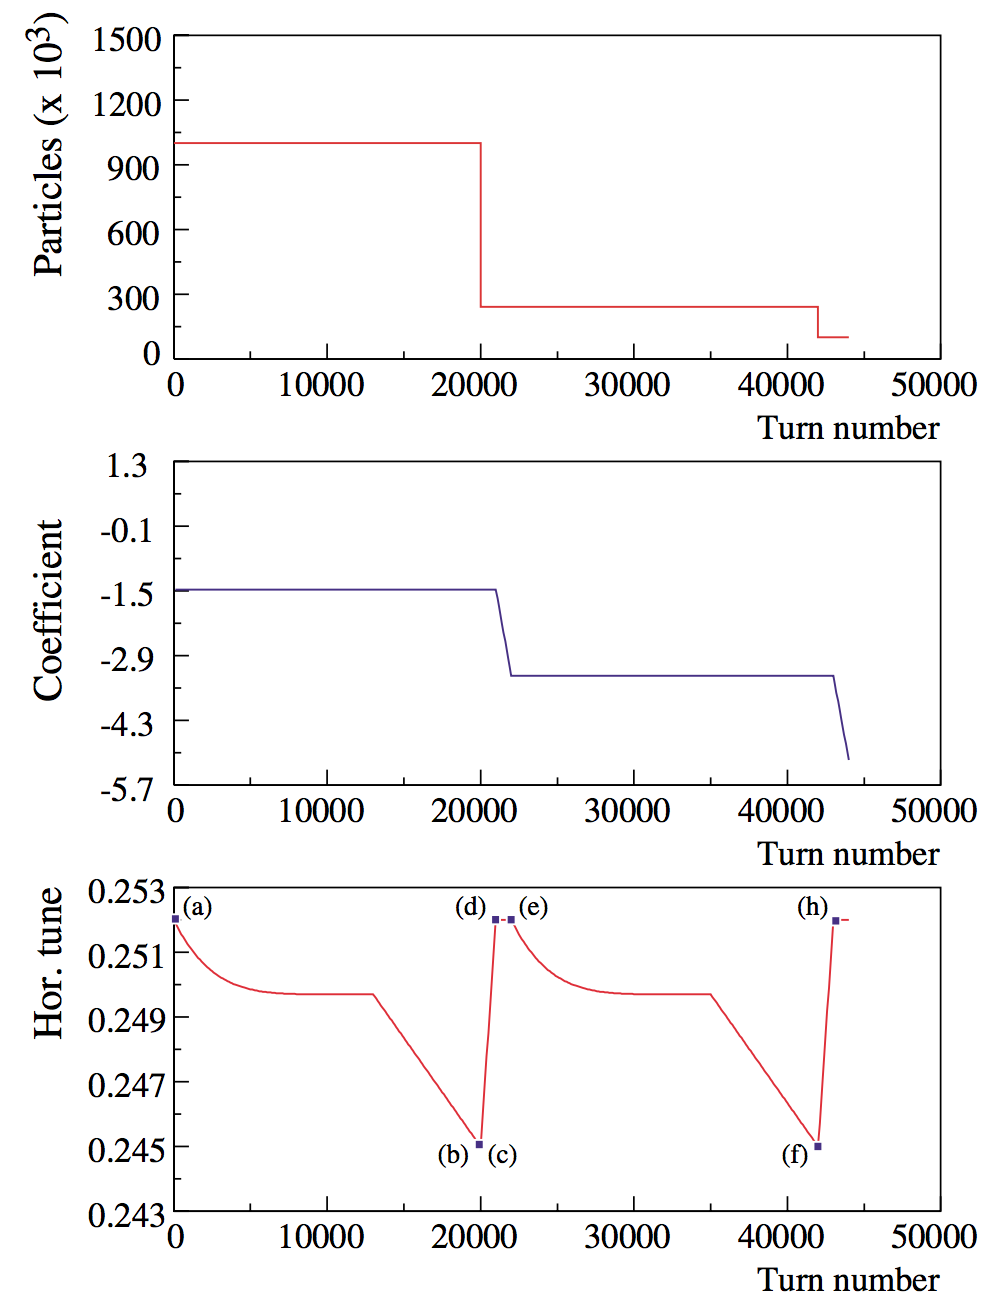 Particles (x 10³)
1500
1200
900
600
300
0
0 10000 20000 30000 40000 50000
Turn number
Coefficient
1.3
-0.1
-1.5
-2.9
-4.3
-5.7
0 10000 20000 30000 40000 50000
Turn number
Hor. tune
0.253
0.251
0.249
0.247
0.245
0.243
(a) (d) (e) (h)
(b) (c) (f)
0 10000 20000 30000 40000 50000
Turn number